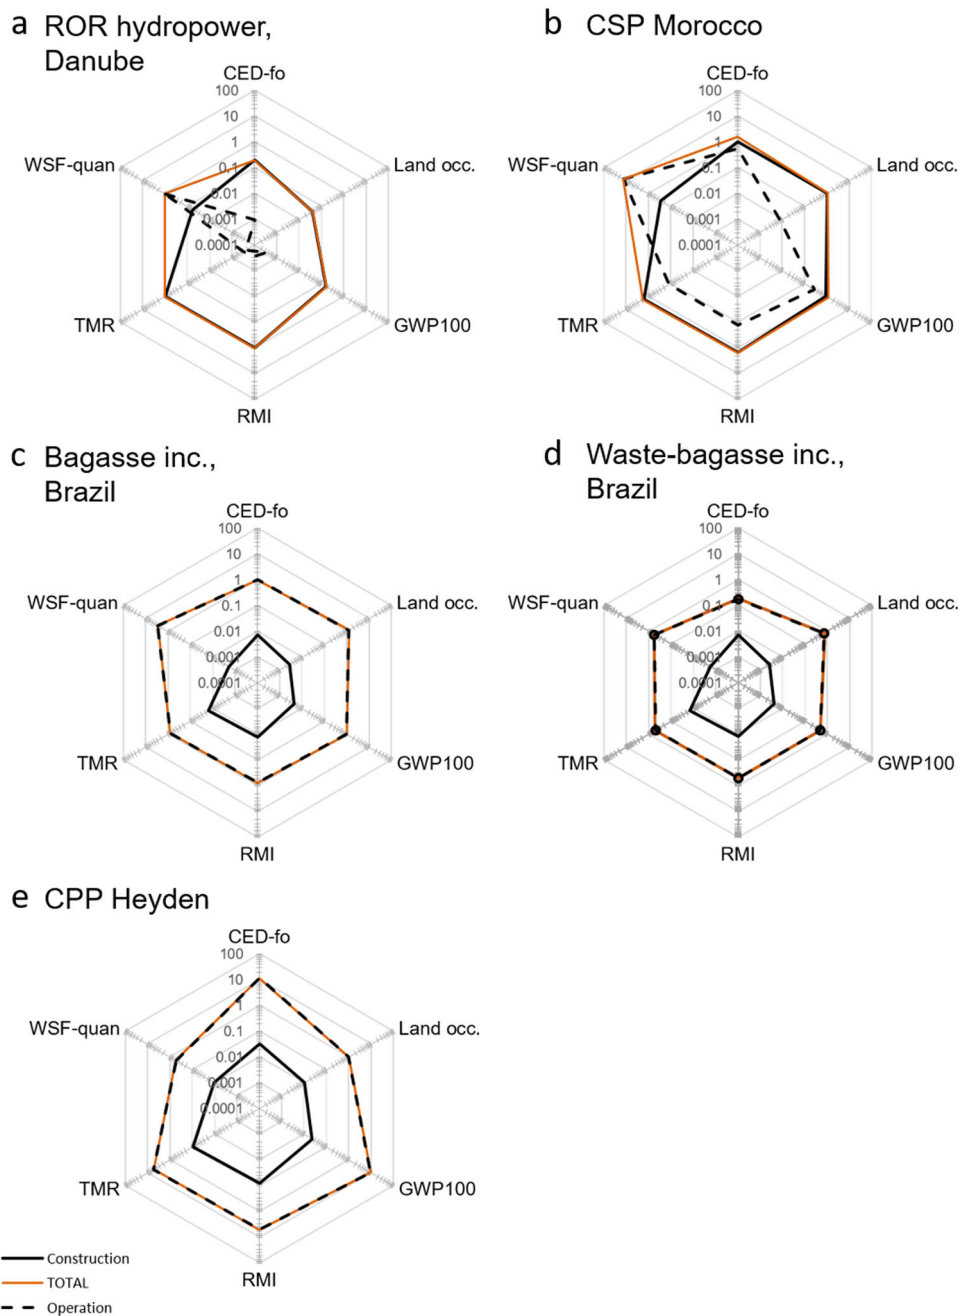 a ROR hydropower,
Danube
CED-fo
100
10
1
0.1
0.01
0.001
0.0001
WSF-quan
Land occ.
TMR
GWP100
RMI
b CSP Morocco
CED-fo
100
10
1
0.1
0.01
0.001
0.0001
WSF-quan
Land occ.
TMR
GWP100
RMI
c Bagasse inc.,
Brazil
CED-fo
100
10
1
0.1
0.01
0.001
0.0001
WSF-quan
Land occ.
TMR
GWP100
RMI
d Waste-bagasse inc.,
Brazil
CED-fo
100
10
1
0.1
0.01
0.001
0.0001
WSF-quan
Land occ.
TMR
GWP100
RMI
e CPP Heyden
CED-fo
100
10
1
0.1
0.01
0.001
0.0001
WSF-quan
Land occ.
TMR
GWP100
RMI
Construction
TOTAL
Operation